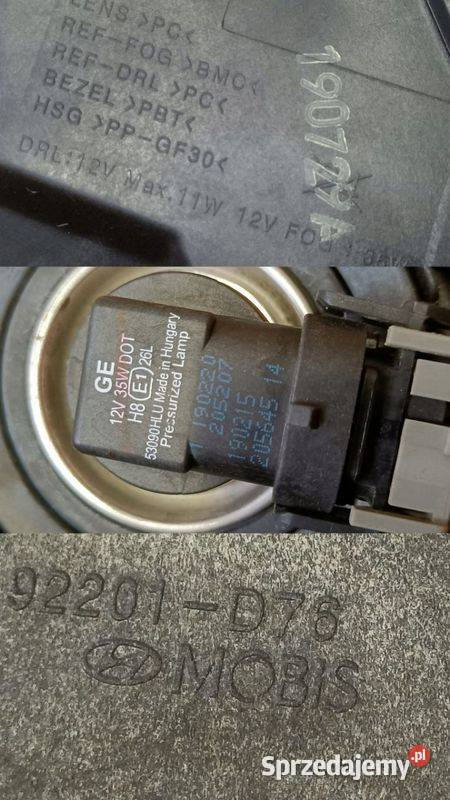 LENS >PC<
REF-FOG >BMC<
REF-DRL >PC<
BEZEL >PBT<
HSG >PP-GF30<
DRL:12V Max.11W 12V FOG
190729A
GE
12V 35W DOT
H8 E1 26L
53090HLU Made in Hungary
Pressurized Lamp
1 190220
205207
190215
205645 14
92201-D76
MOBIS
Sprzedajemy.pl